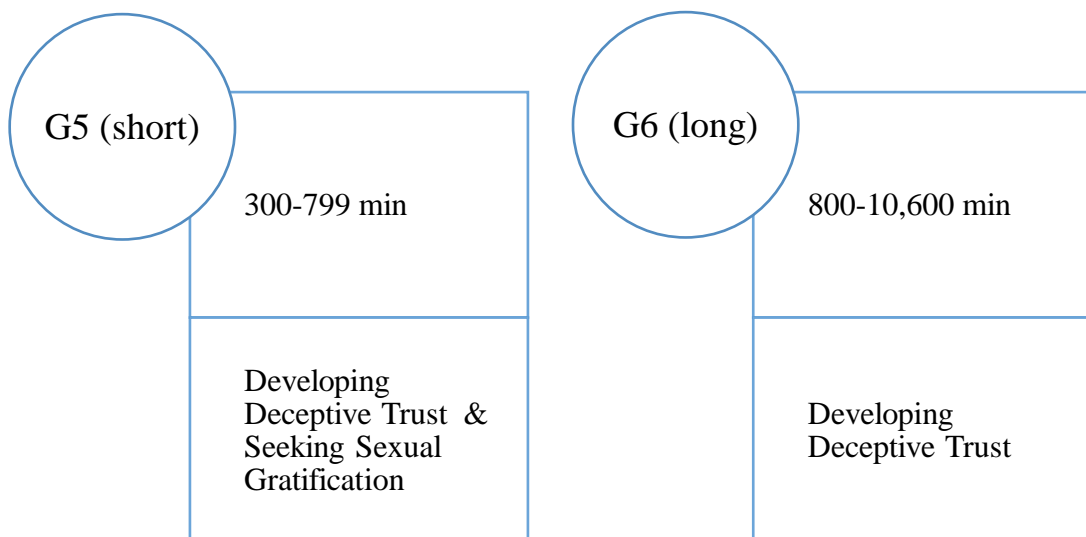 G5 (short)
300-799 min
Developing
Deceptive Trust &
Seeking Sexual
Gratification
G6 (long)
800-10,600 min
Developing
Deceptive Trust